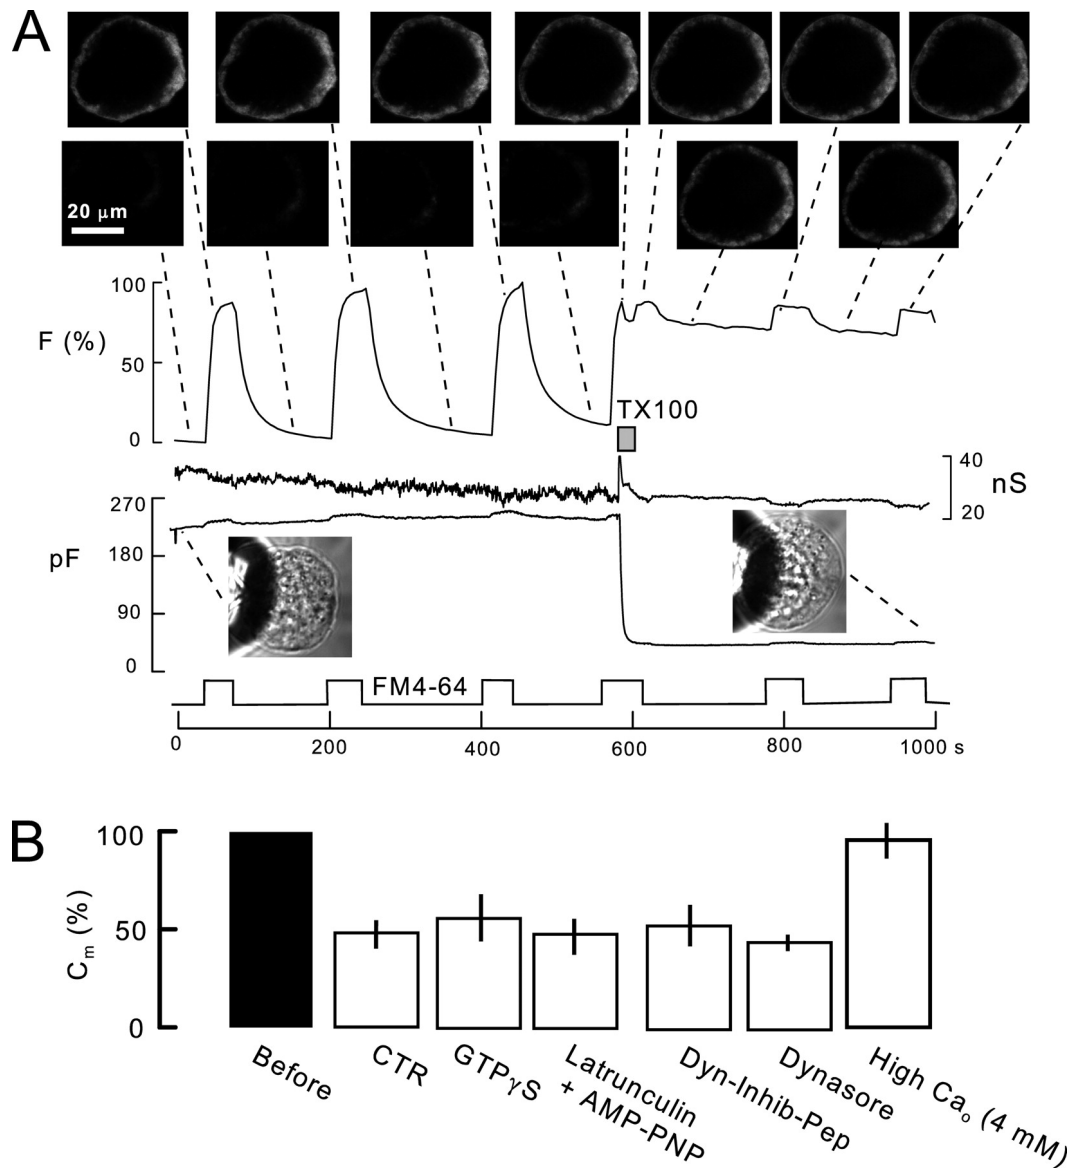 A
20 μm
100
F (%)
50
0
TX100
40
nS
20
270
pF
180
90
0
FM4-64
0 200 400 600 800 1000 s
B
100
Cm (%)
50
0
Before
CTR
GTPγS
Latrunculin
+ AMP-PNP
Dyn-Inhib-Pep
Dynasore
High Cao (4 mM)